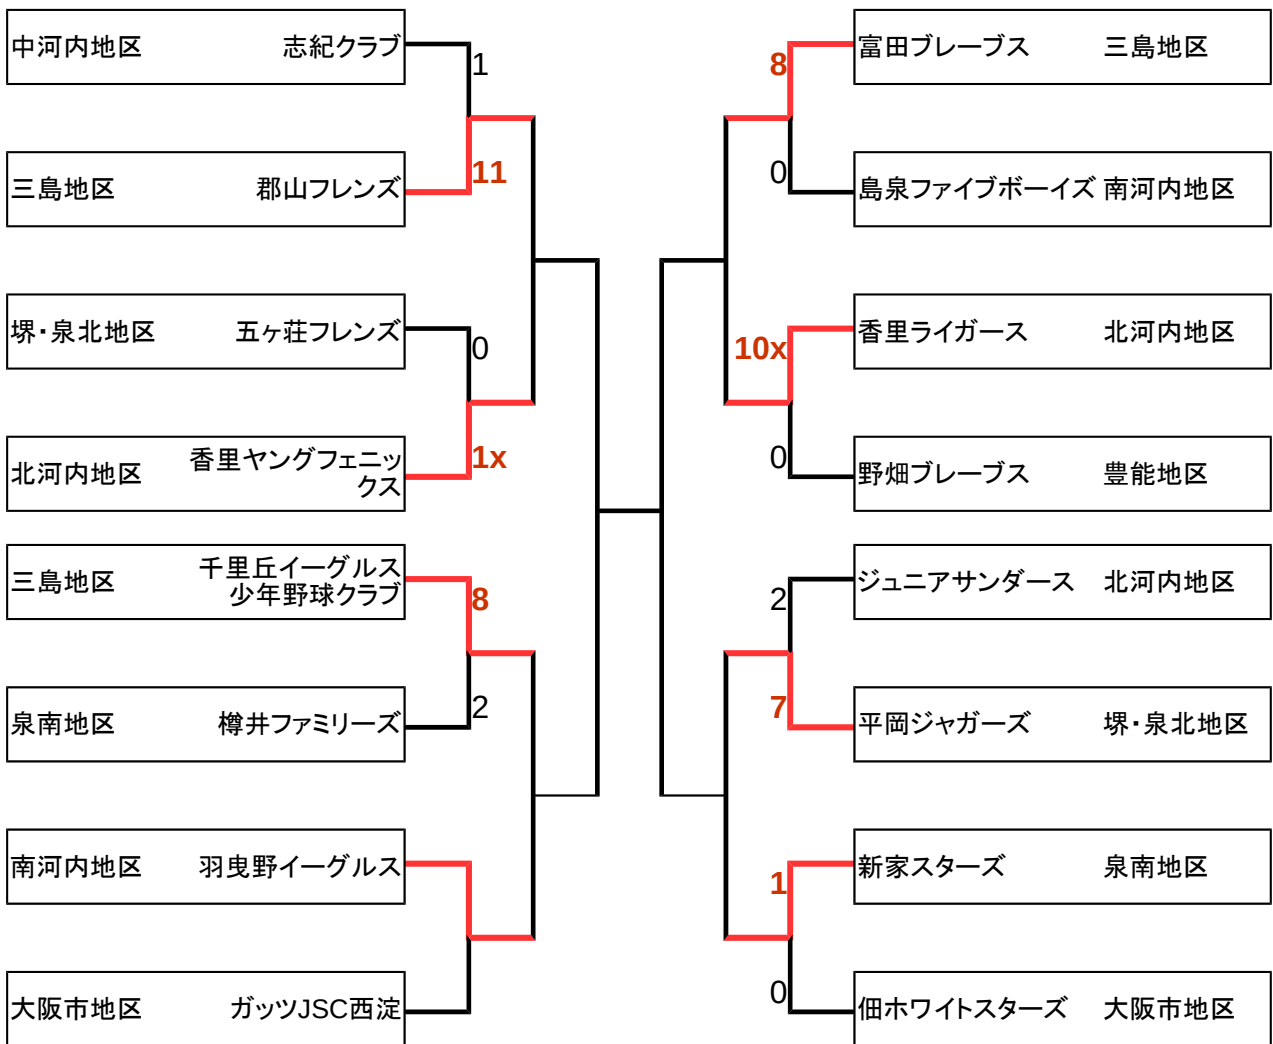 中河内地区 志紀クラブ
1
三島地区 郡山フレンズ
11
堺・泉北地区 五ヶ荘フレンズ
0
北河内地区 香里ヤングフェニッ
クス
1x
三島地区 千里丘イーグルス
少年野球クラブ
8
泉南地区 樽井ファミリーズ
2
南河内地区 羽曳野イーグルス
大阪市地区 ガッツJSC西淀
富田ブレーブス 三島地区
8
島泉ファイブボーイズ 南河内地区
0
香里ライガース 北河内地区
10x
野畑ブレーブス 豊能地区
0
ジュニアサンダース 北河内地区
2
平岡ジャガーズ 堺・泉北地区
7
新家スターズ 泉南地区
1
佃ホワイトスターズ 大阪市地区
0